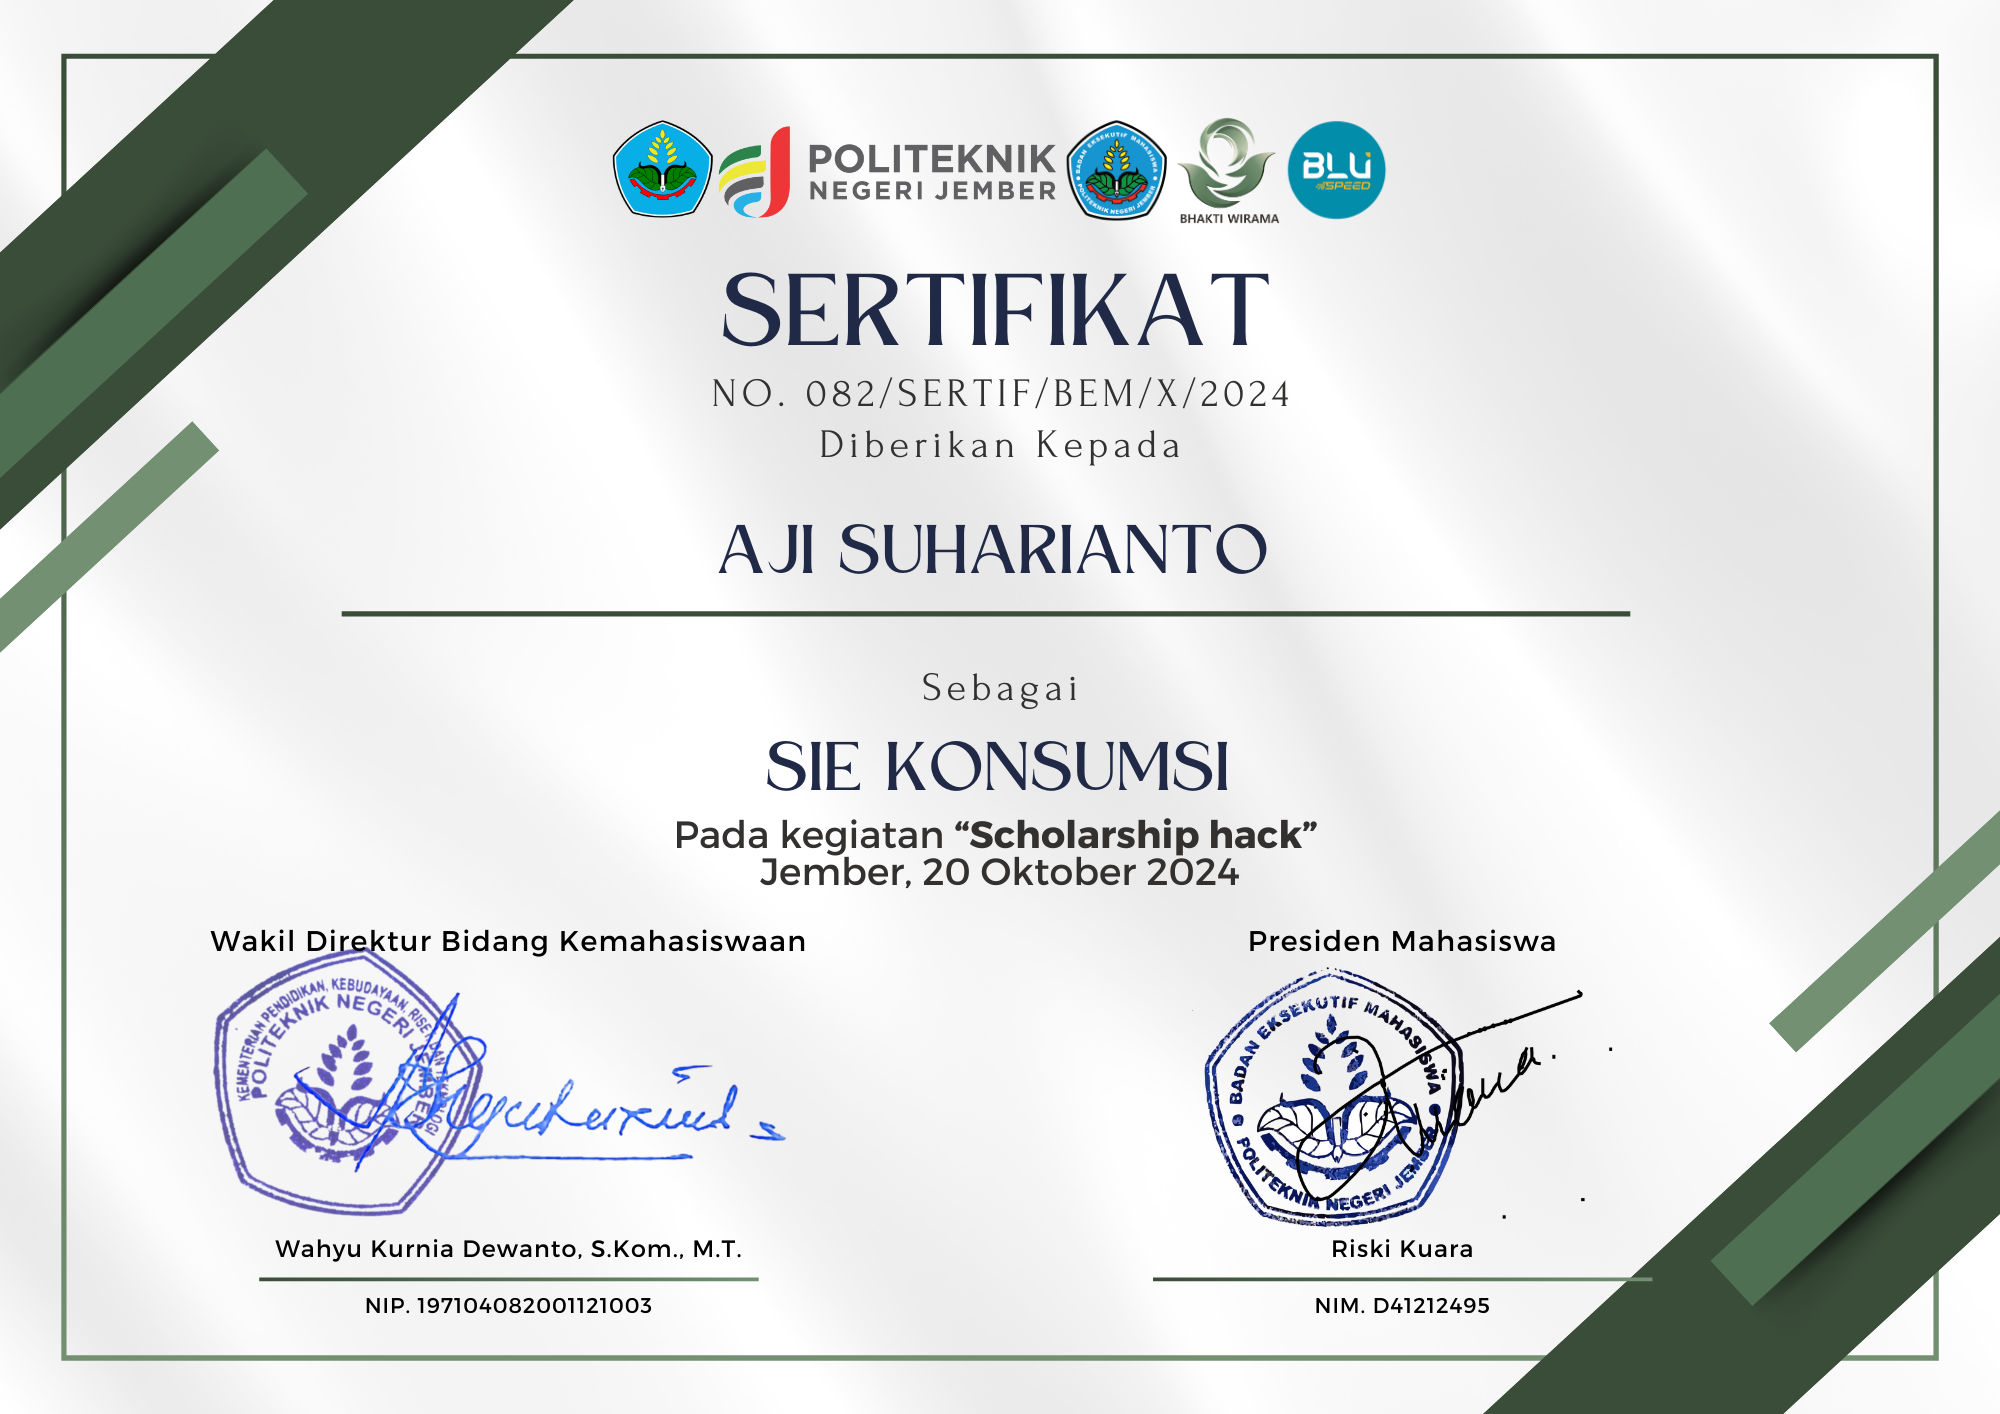 POLITEKNIK
NEGERI JEMBER
BADAN EKSEKUTIF MAHASISWA
POLITEKNIK NEGERI JEMBER
BHAKTI WIRAMA
BLU
SPEED
SERTIFIKAT
NO. 082/SERTIF/BEM/X/2024
Diberikan Kepada
AJI SUHARIANTO
Sebagai
SIE KONSUMSI
Pada kegiatan “Scholarship hack”
Jember, 20 Oktober 2024
Wakil Direktur Bidang Kemahasiswaan
KEMENTERIAN PENDIDIKAN, KEBUDAYAAN, RISET DAN TEKNOLOGI
POLITEKNIK NEGERI JEMBER
Wahyu Kurnia Dewanto, S.Kom., M.T.
NIP. 197104082001121003
Presiden Mahasiswa
BADAN EKSEKUTIF MAHASISWA
POLITEKNIK NEGERI JEMBER
Riski Kuara
NIM. D41212495